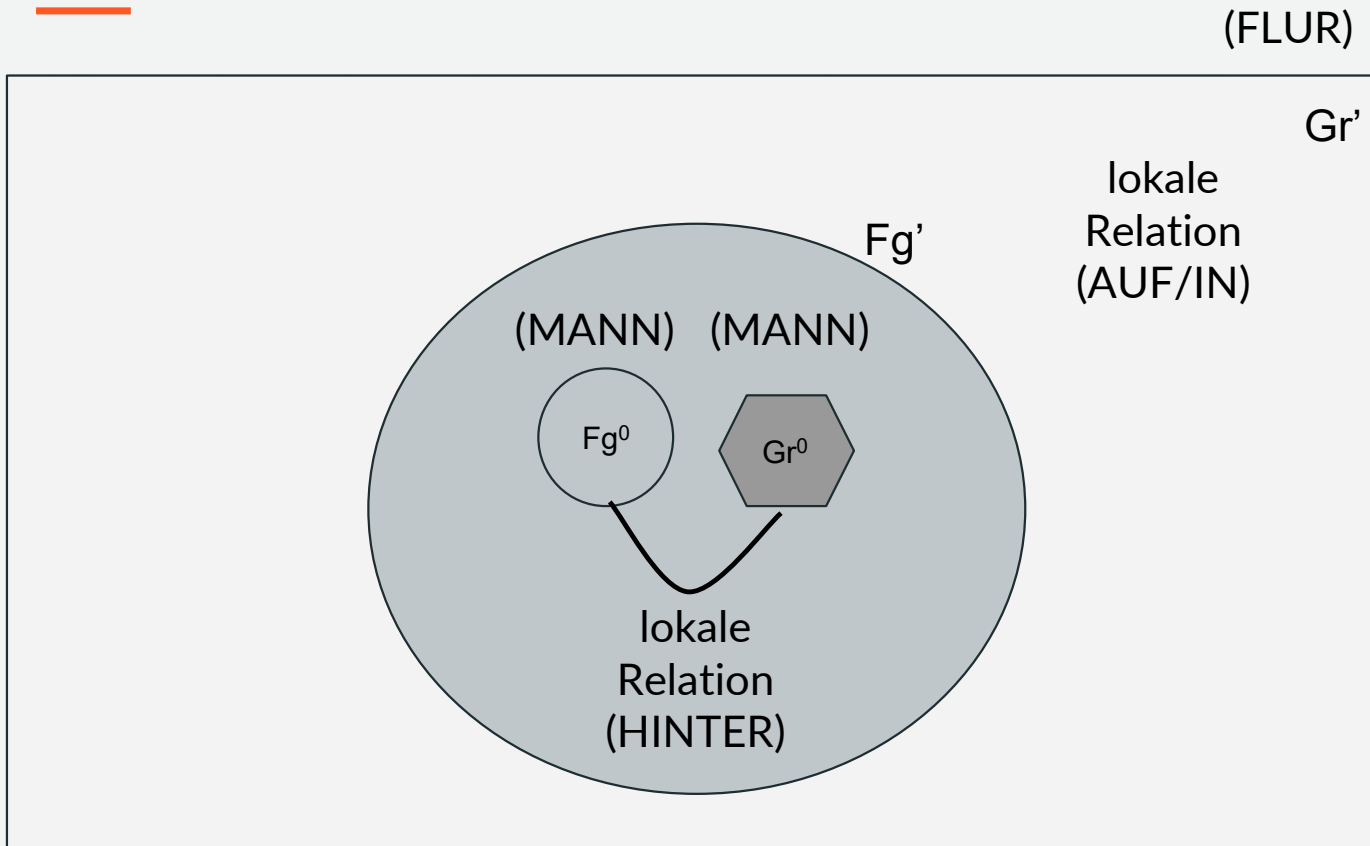 (FLUR)
Gr’
lokale
Relation
(AUF/IN)
Fg’
(MANN) (MANN)
Fg⁰ Gr⁰
lokale
Relation
(HINTER)